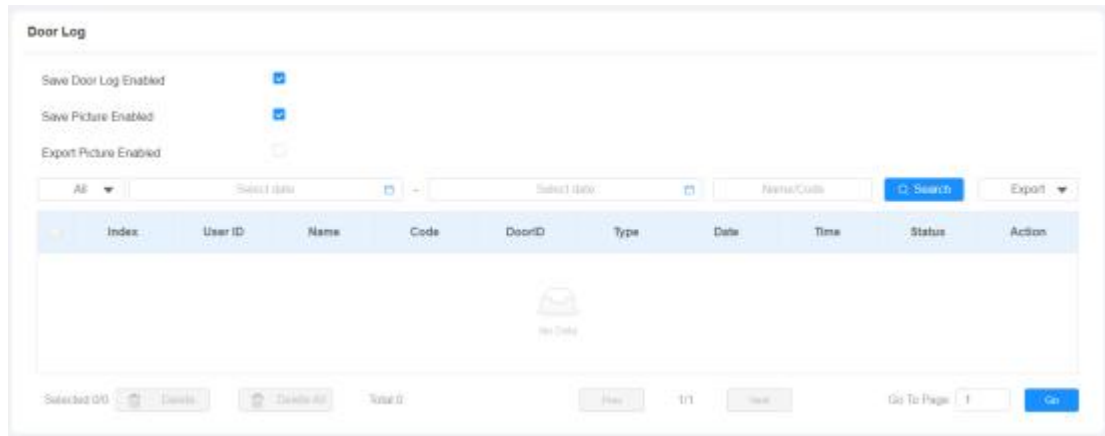 Door Log
Save Door Log Enabled
Save Picture Enabled
Export Picture Enabled
All Select date - Select date Name/Code Search Export
Index User ID Name Code DoorID Type Date Time Status Action
No Data
Selected 0/0 Delete Delete All Total 0 Prev 1/1 Next Go To Page 1 Go